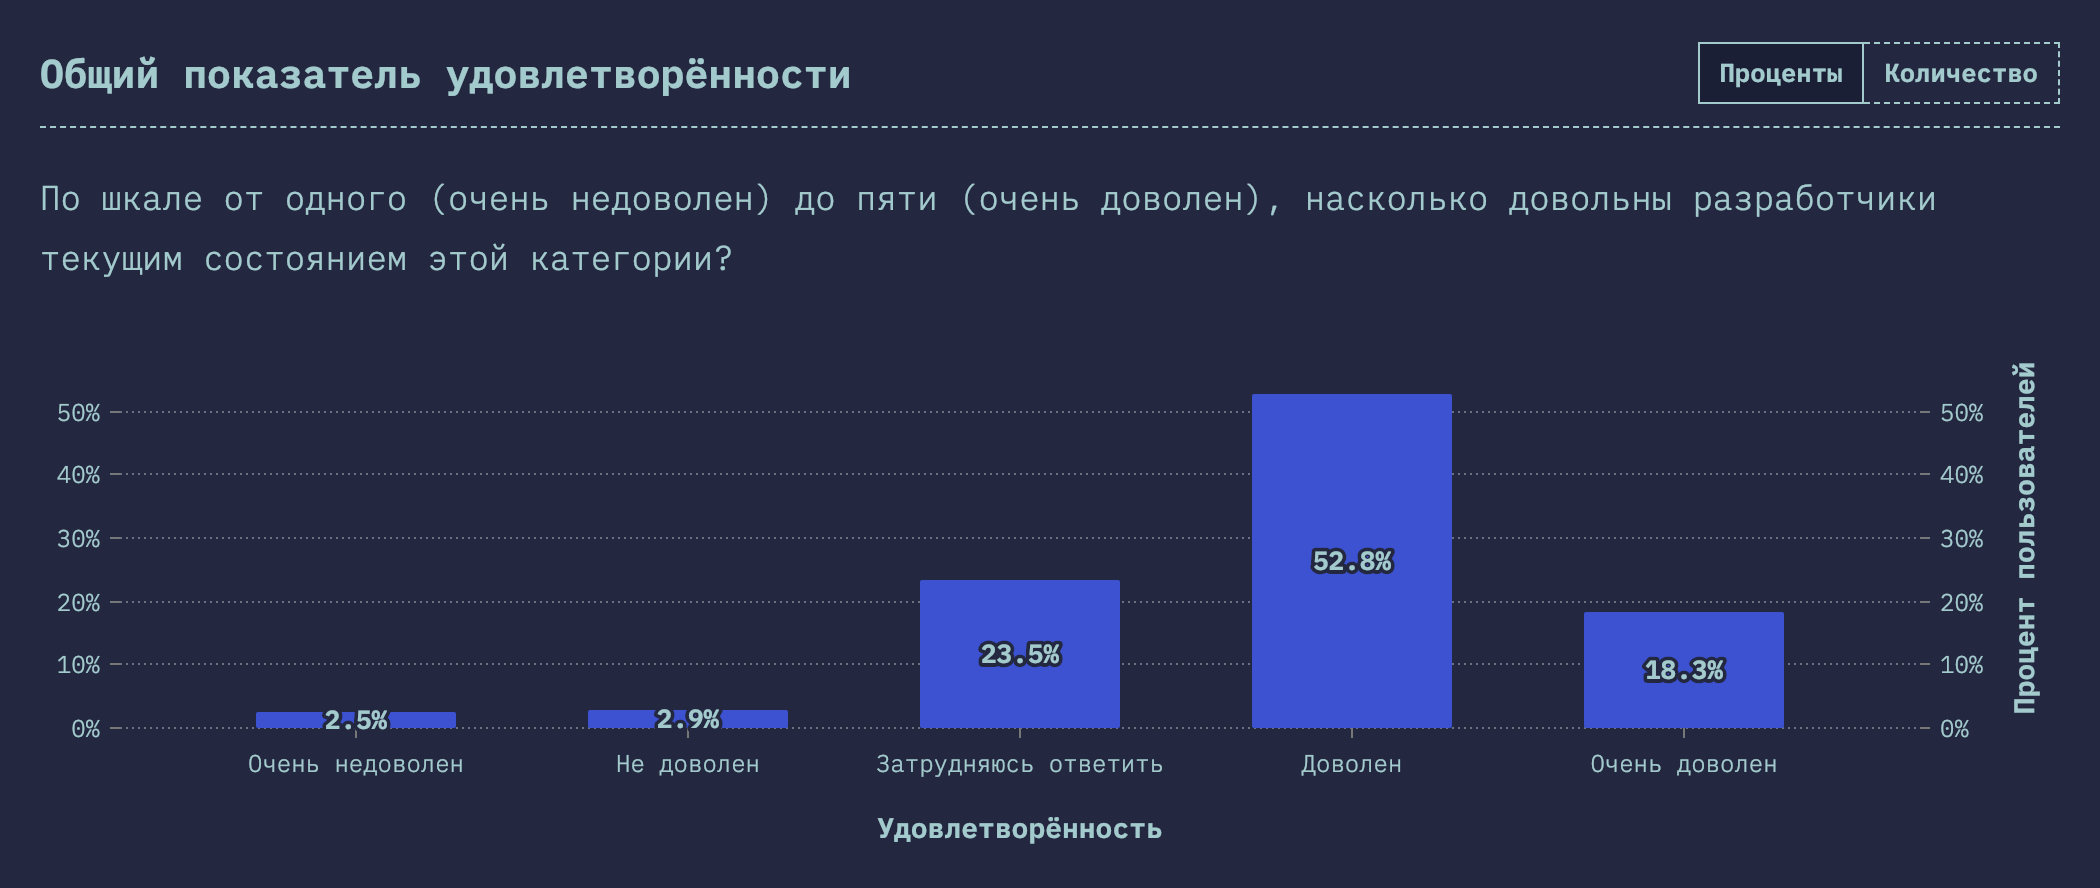 Общий показатель удовлетворённости
Проценты
Количество
По шкале от одного (очень недоволен) до пяти (очень доволен), насколько довольны разработчики
текущим состоянием этой категории?
50%
40%
30%
20%
10%
0%
2.5%
2.9%
23.5%
52.8%
18.3%
50%
40%
30%
20%
10%
0%
Процент пользователей
Очень недоволен
Не доволен
Затрудняюсь ответить
Доволен
Очень доволен
Удовлетворённость